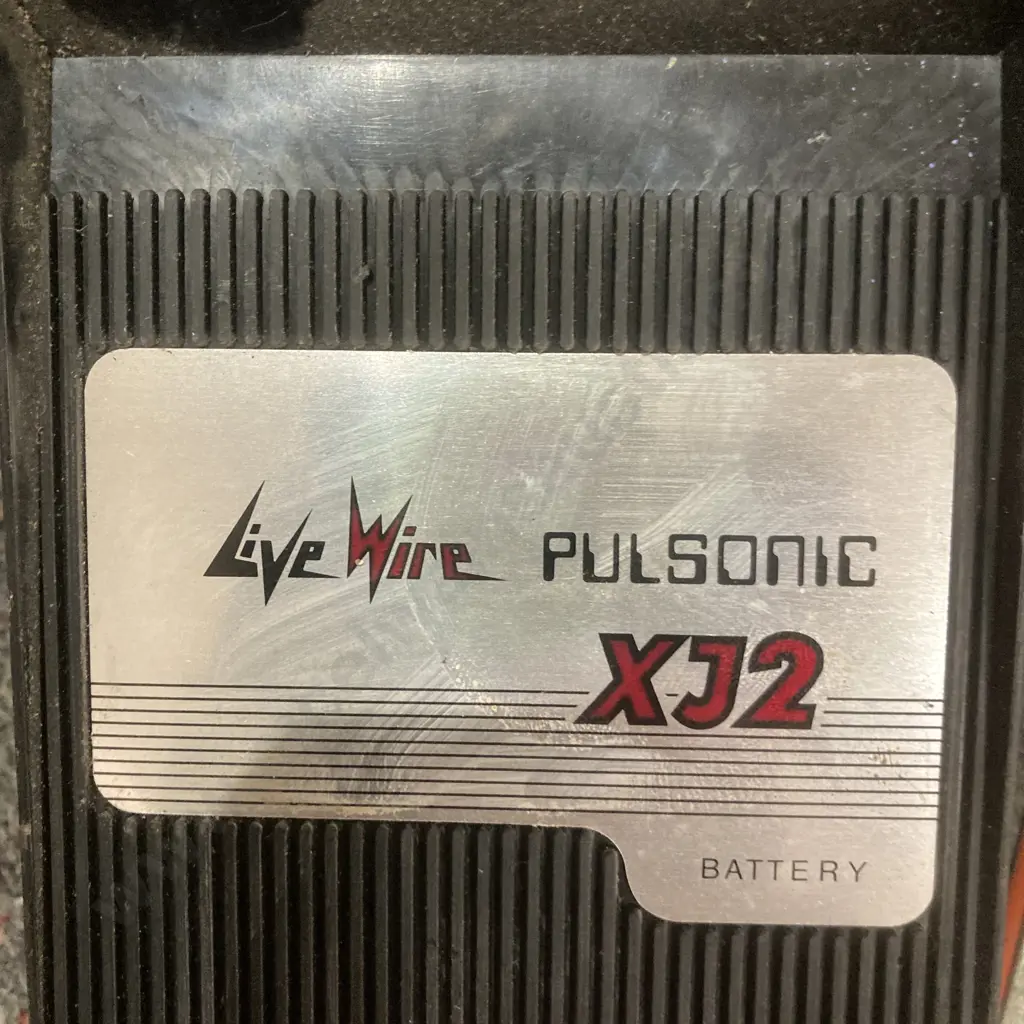 Live Wire PULSONIC
XJ2
BATTERY